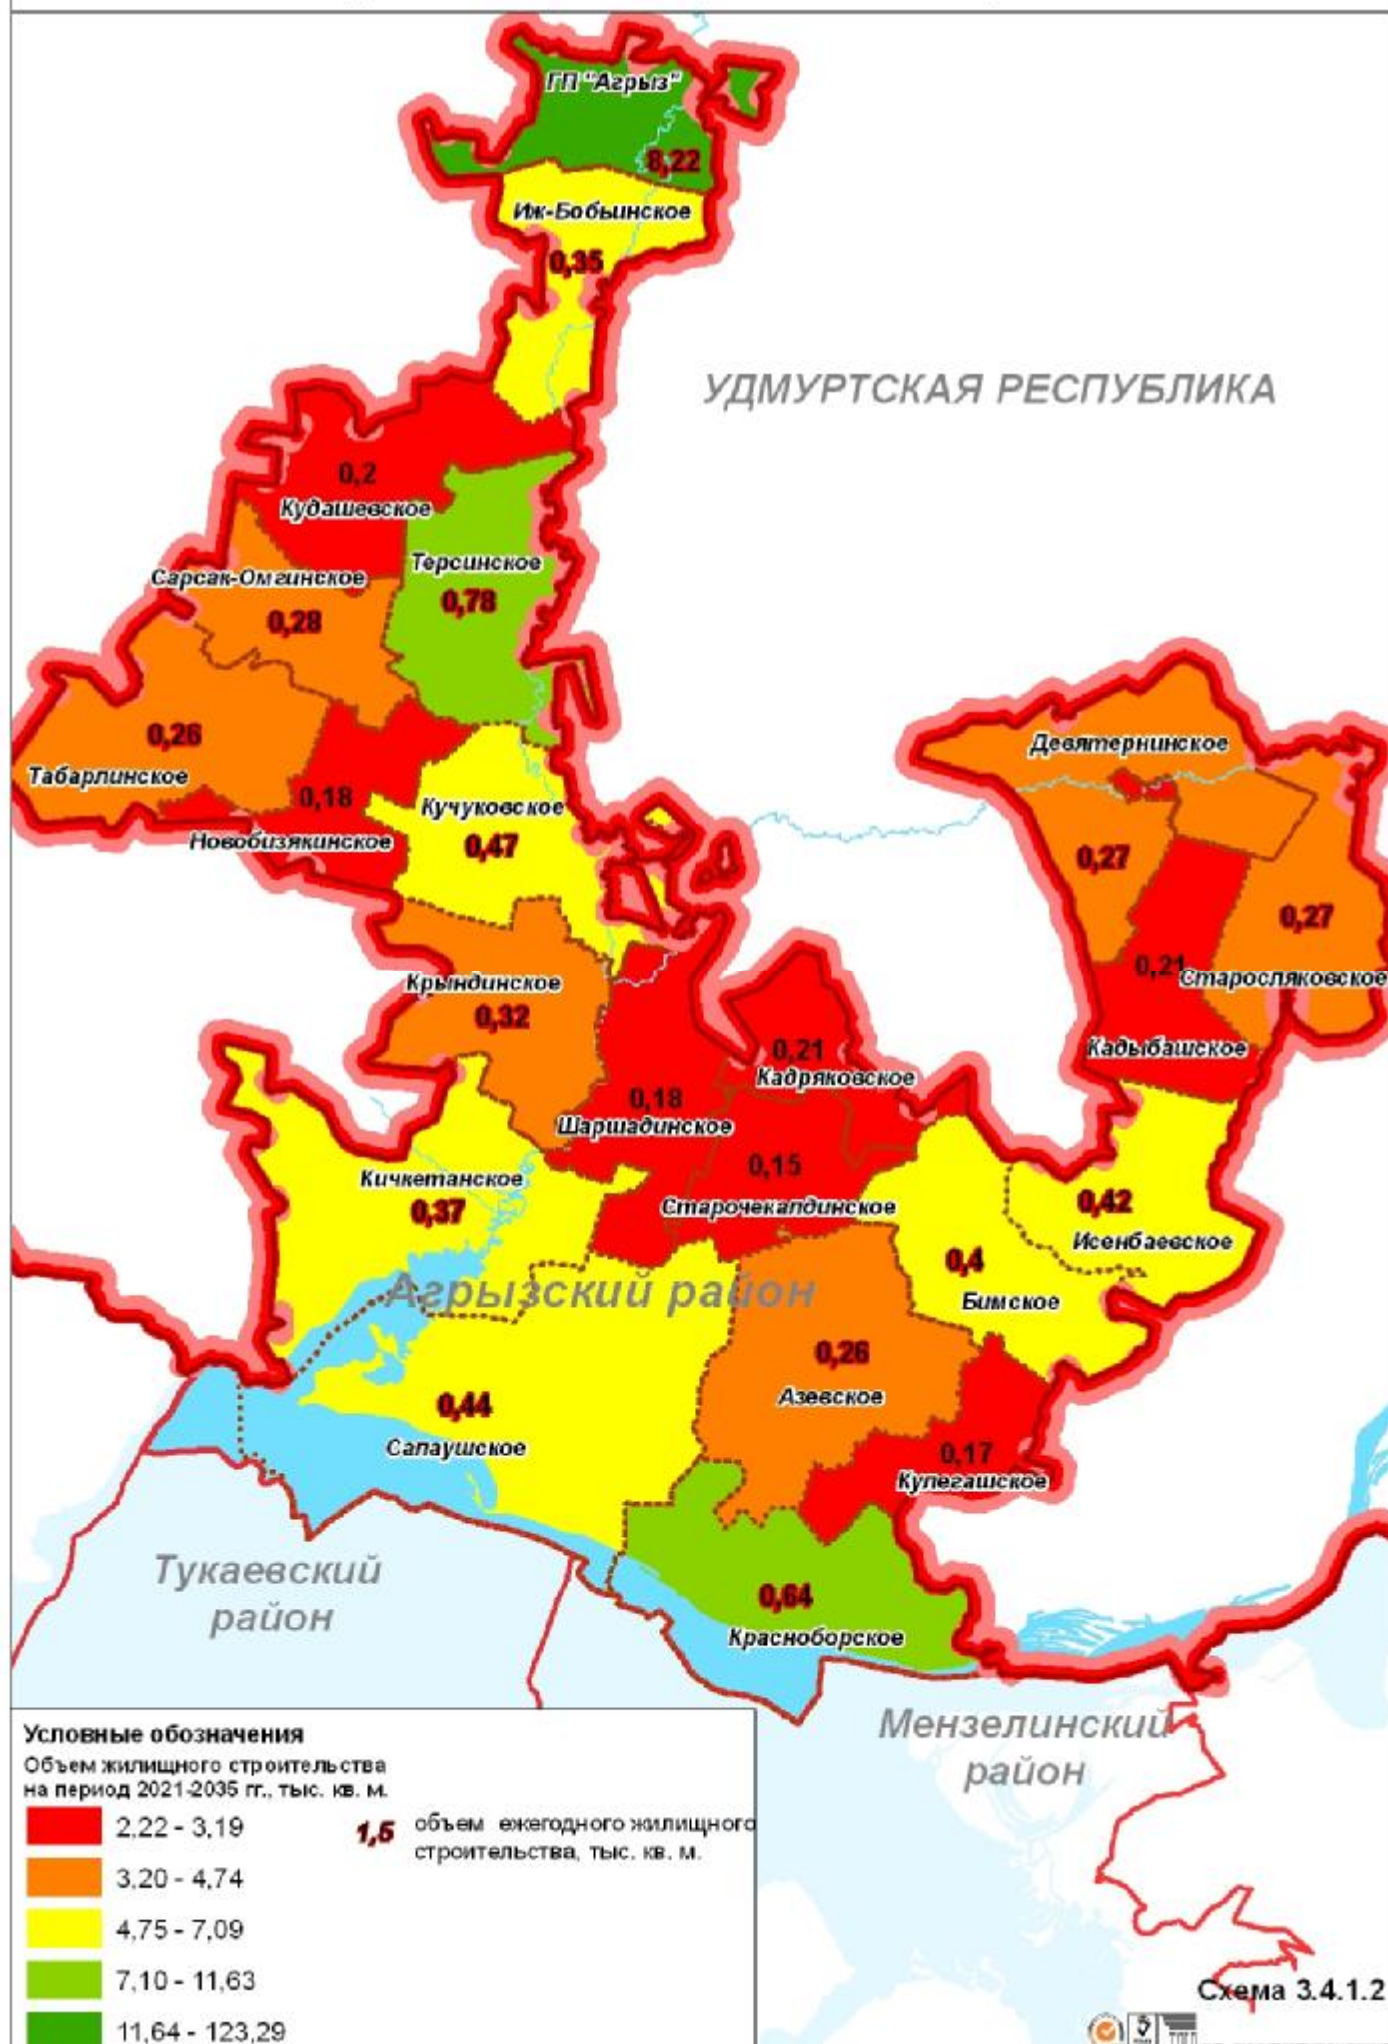 ГП "Агрыз"
8,22
Иж-Бобьинское
0,35
УДМУРТСКАЯ РЕСПУБЛИКА
0,2
Кудашевское
Терсинское
0,78
Сарсак-Омгинское
0,28
0,26
Табарлинское
0,18
Новобизякинское
Кучуковское
0,47
Девятернинское
0,27
0,27
0,21
Старосляковское
Кадыбашское
Крындинское
0,32
0,21
Кадряковское
0,18
Шаршадинское
0,15
Старочекалдинское
Кичкетанское
0,37
0,42
Исенбаевское
0,4
Бимское
Агрызский район
0,26
Азевское
0,44
Салаушское
0,17
Кулегашское
Тукаевский
район
0,64
Красноборское
Мензелинский
район
Условные обозначения
Объем жилищного строительства
на период 2021-2035 гг., тыс. кв. м.
2,22 - 3,19
3,20 - 4,74
4,75 - 7,09
7,10 - 11,63
11,64 - 123,29
1,5 объем ежегодного жилищного
строительства, тыс. кв. м.
Схема 3.4.1.2